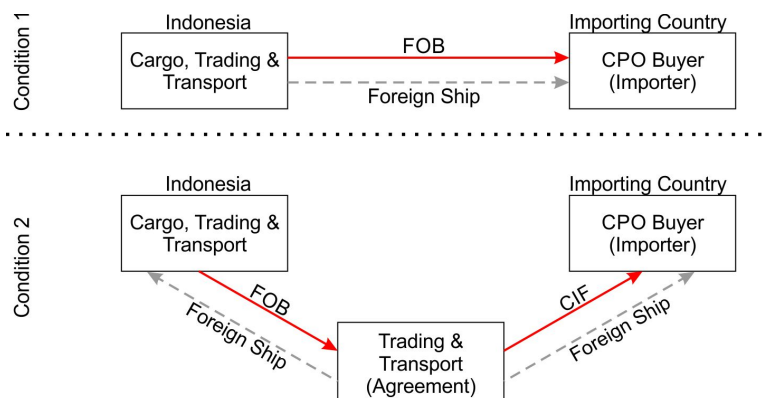 Condition 1
Indonesia
Importing Country
Cargo, Trading &
Transport
FOB
Foreign Ship
CPO Buyer
(Importer)
Condition 2
Indonesia
Importing Country
Cargo, Trading &
Transport
CPO Buyer
(Importer)
FOB
Foreign Ship
CIF
Foreign Ship
Trading &
Transport
(Agreement)